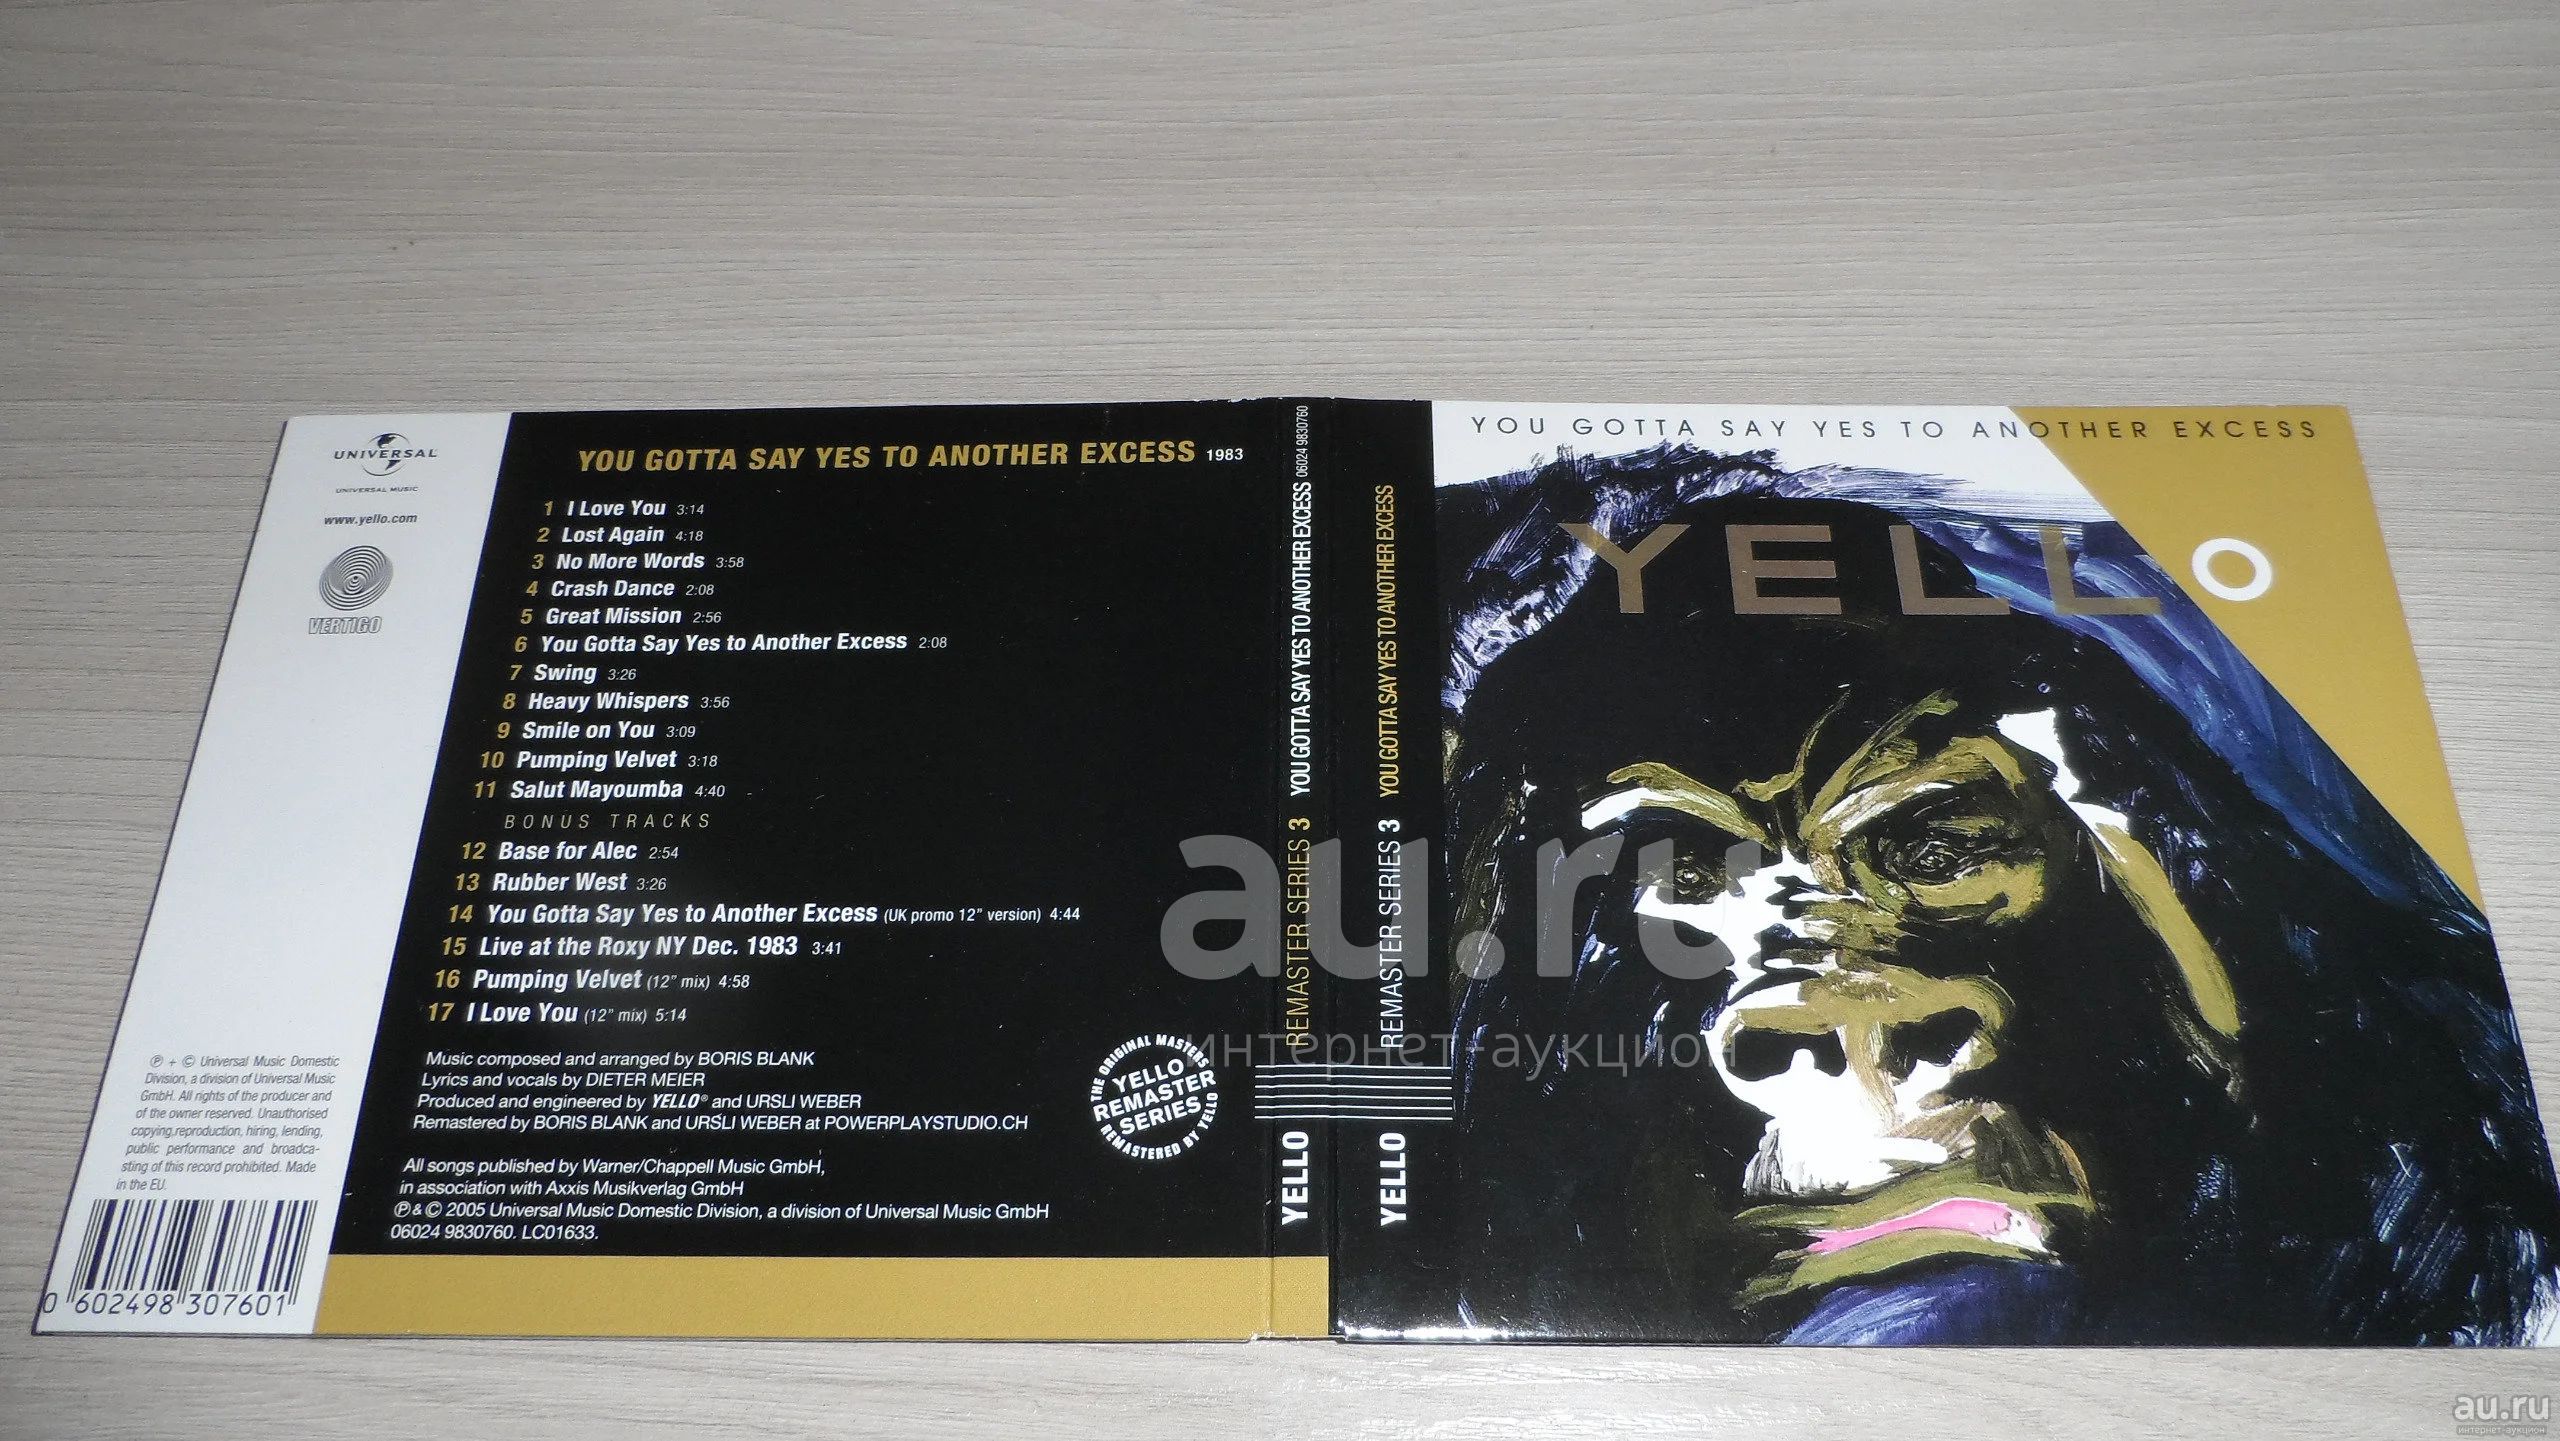 UNIVERSAL
UNIVERSAL MUSIC
www.yello.com
VERTIGO
℗ + © Universal Music Domestic
Division, a division of Universal Music
GmbH. All rights of the producer and
of the owner reserved. Unauthorised
copying,reproduction, hiring, lending,
public performance and broadca-
sting of this record prohibited. Made
in the EU.
0 602498 307601
YOU GOTTA SAY YES TO ANOTHER EXCESS 1983
1 I Love You 3:14
2 Lost Again 4:18
3 No More Words 3:58
4 Crash Dance 2:08
5 Great Mission 2:56
6 You Gotta Say Yes to Another Excess 2:08
7 Swing 3:26
8 Heavy Whispers 3:56
9 Smile on You 3:09
10 Pumping Velvet 3:18
11 Salut Mayoumba 4:40
BONUS TRACKS
12 Base for Alec 2:54
13 Rubber West 3:26
14 You Gotta Say Yes to Another Excess (UK promo 12" version) 4:44
15 Live at the Roxy NY Dec. 1983 3:41
16 Pumping Velvet (12" mix) 4:58
17 I Love You (12" mix) 5:14
Music composed and arranged by BORIS BLANK
Lyrics and vocals by DIETER MEIER
Produced and engineered by YELLO® and URSLI WEBER
Remastered by BORIS BLANK and URSLI WEBER at POWERPLAYSTUDIO.CH
All songs published by Warner/Chappell Music GmbH,
in association with Axxis Musikverlag GmbH
℗ & © 2005 Universal Music Domestic Division, a division of Universal Music GmbH
06024 9830760. LC01633.
THE ORIGINAL MASTERS
YELLO
REMASTER
SERIES
REMASTERED BY YELLO
YELLO REMASTER SERIES 3 YOU GOTTA SAY YES TO ANOTHER EXCESS 06024 9830760
YELLO REMASTER SERIES 3 YOU GOTTA SAY YES TO ANOTHER EXCESS
YOU GOTTA SAY YES TO ANOTHER EXCESS
YELLO
au.ru
интернет-аукцион
au.ru
интернет-аукцион